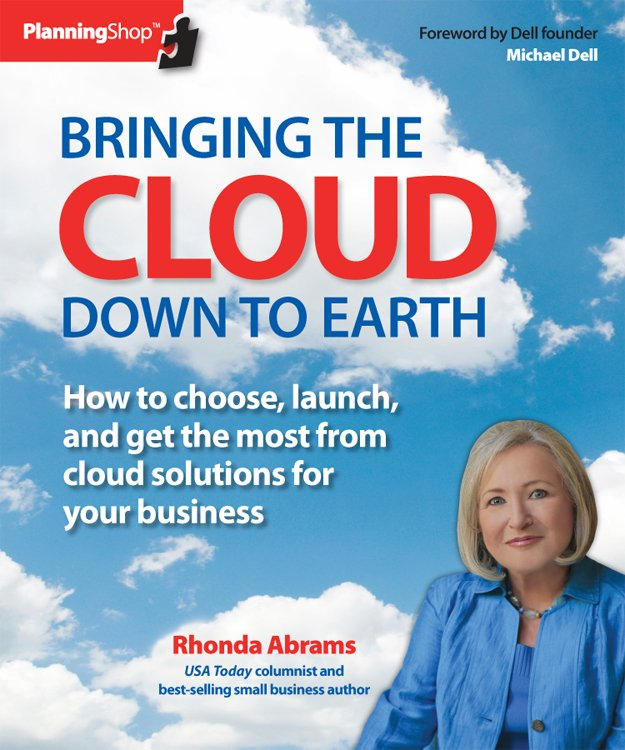 PlanningShop™
Foreword by Dell founder
Michael Dell
BRINGING THE
CLOUD
DOWN TO EARTH
How to choose, launch,
and get the most from
cloud solutions for
your business
Rhonda Abrams
USA Today columnist and
best-selling small business author